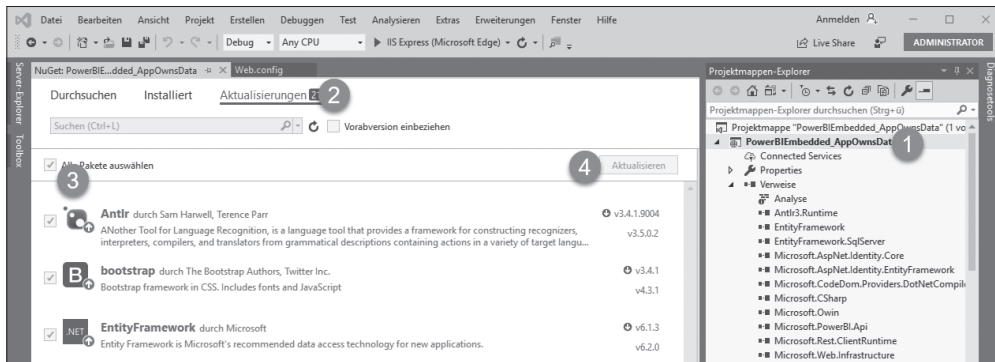 Datei Bearbeiten Ansicht Projekt Erstellen Debuggen Test Analysieren Extras Erweiterungen Fenster Hilfe Anmelden
Debug Any CPU IIS Express (Microsoft Edge) Live Share ADMINISTRATOR
Server-Explorer
Toolbox
NuGet: PowerBIE...dded_AppOwnsData Web.config
Durchsuchen Installiert Aktualisierungen 2
Suchen (Ctrl+L) Vorabversion einbeziehen
Alle Pakete auswählen
3
4
Aktualisieren
Antlr durch Sam Harwell, Terence Parr v3.4.1.9004
ANother Tool for Language Recognition, is a language tool that provides a framework for constructing recognizers, v3.5.0.2
interpreters, compilers, and translators from grammatical descriptions containing actions in a variety of target langu...
bootstrap durch The Bootstrap Authors, Twitter Inc. v3.4.1
Bootstrap framework in CSS. Includes fonts and JavaScript v4.3.1
.NET
EntityFramework durch Microsoft v6.1.3
Entity Framework is Microsoft's recommended data access technology for new applications. v6.2.0
Projektmappen-Explorer
Projektmappen-Explorer durchsuchen (Strg+ü)
Projektmappe "PowerBIEmbedded_AppOwnsData" (1 vo
PowerBIEmbedded_AppOwnsDat
1
Connected Services
Properties
Verweise
Analyse
Antlr3.Runtime
EntityFramework
EntityFramework.SqlServer
Microsoft.AspNet.Identity.Core
Microsoft.AspNet.Identity.EntityFramework
Microsoft.CodeDom.Providers.DotNetCompile
Microsoft.CSharp
Microsoft.Owin
Microsoft.PowerBI.Api
Microsoft.Rest.ClientRuntime
Microsoft.Web.Infrastructure
Diagnosetools